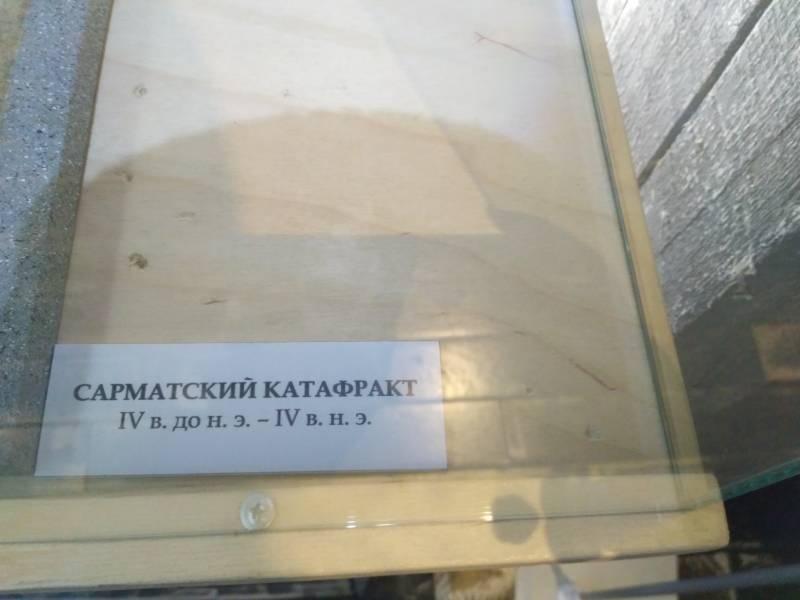 САРМАТСКИЙ КАТАФРАКТ
IV в. до н. э. – IV в. н. э.